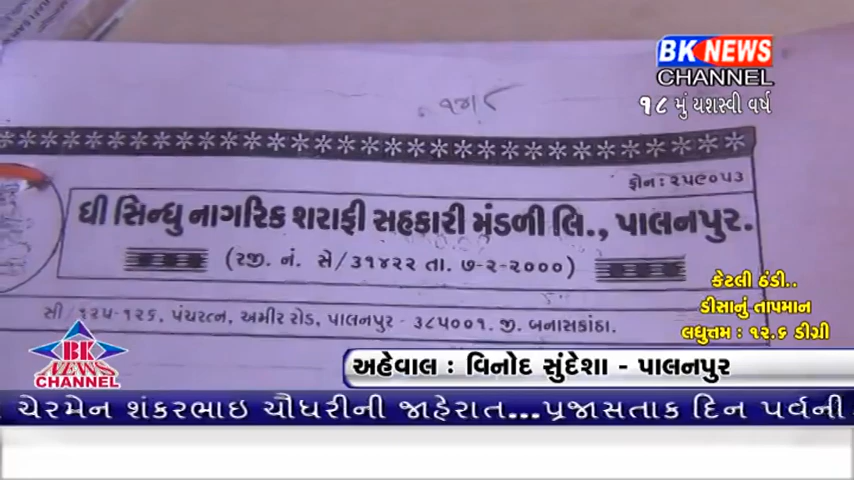 BK NEWS
CHANNEL
૧૮ મું યશસ્વી વર્ષ
ફોન : ૨૫૯૦૫૩
ધી સિન્ધુ નાગરિક શરાફી સહકારી મંડળી લિ., પાલનપુર.
(રજી. નં. સે/૩૧૪૨૨ તા. ૭-૨-૨૦૦૦)
સી/૧૨૫-૧૨૬, પંચરત્ન, અમીર રોડ, પાલનપુર - ૩૮૫૦૦૧. જી. બનાસકાંઠા.
કેટલી ઠંડી..
ડીસાનું તાપમાન
લઘુત્તમ : ૧૨.૬ ડીગ્રી
BK
NEWS
CHANNEL
અહેવાલ : વિનોદ સુંદેશા - પાલનપુર
ચેરમેન શંકરભાઇ ચૌધરીની જાહેરાત...પ્રજાસતાક દિન પર્વની